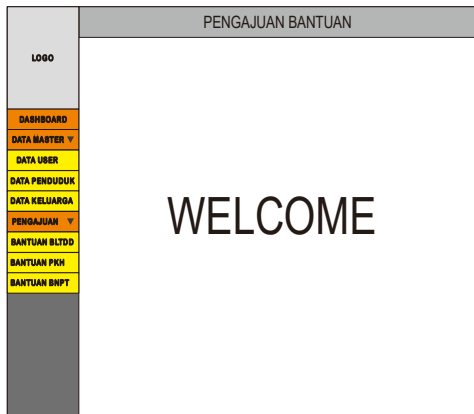 PENGAJUAN BANTUAN
LOGO
DASHBOARD
DATA MASTER ▼
DATA USER
DATA PENDUDUK
DATA KELUARGA
PENGAJUAN ▼
BANTUAN BLTDD
BANTUAN PKH
BANTUAN BNPT
WELCOME